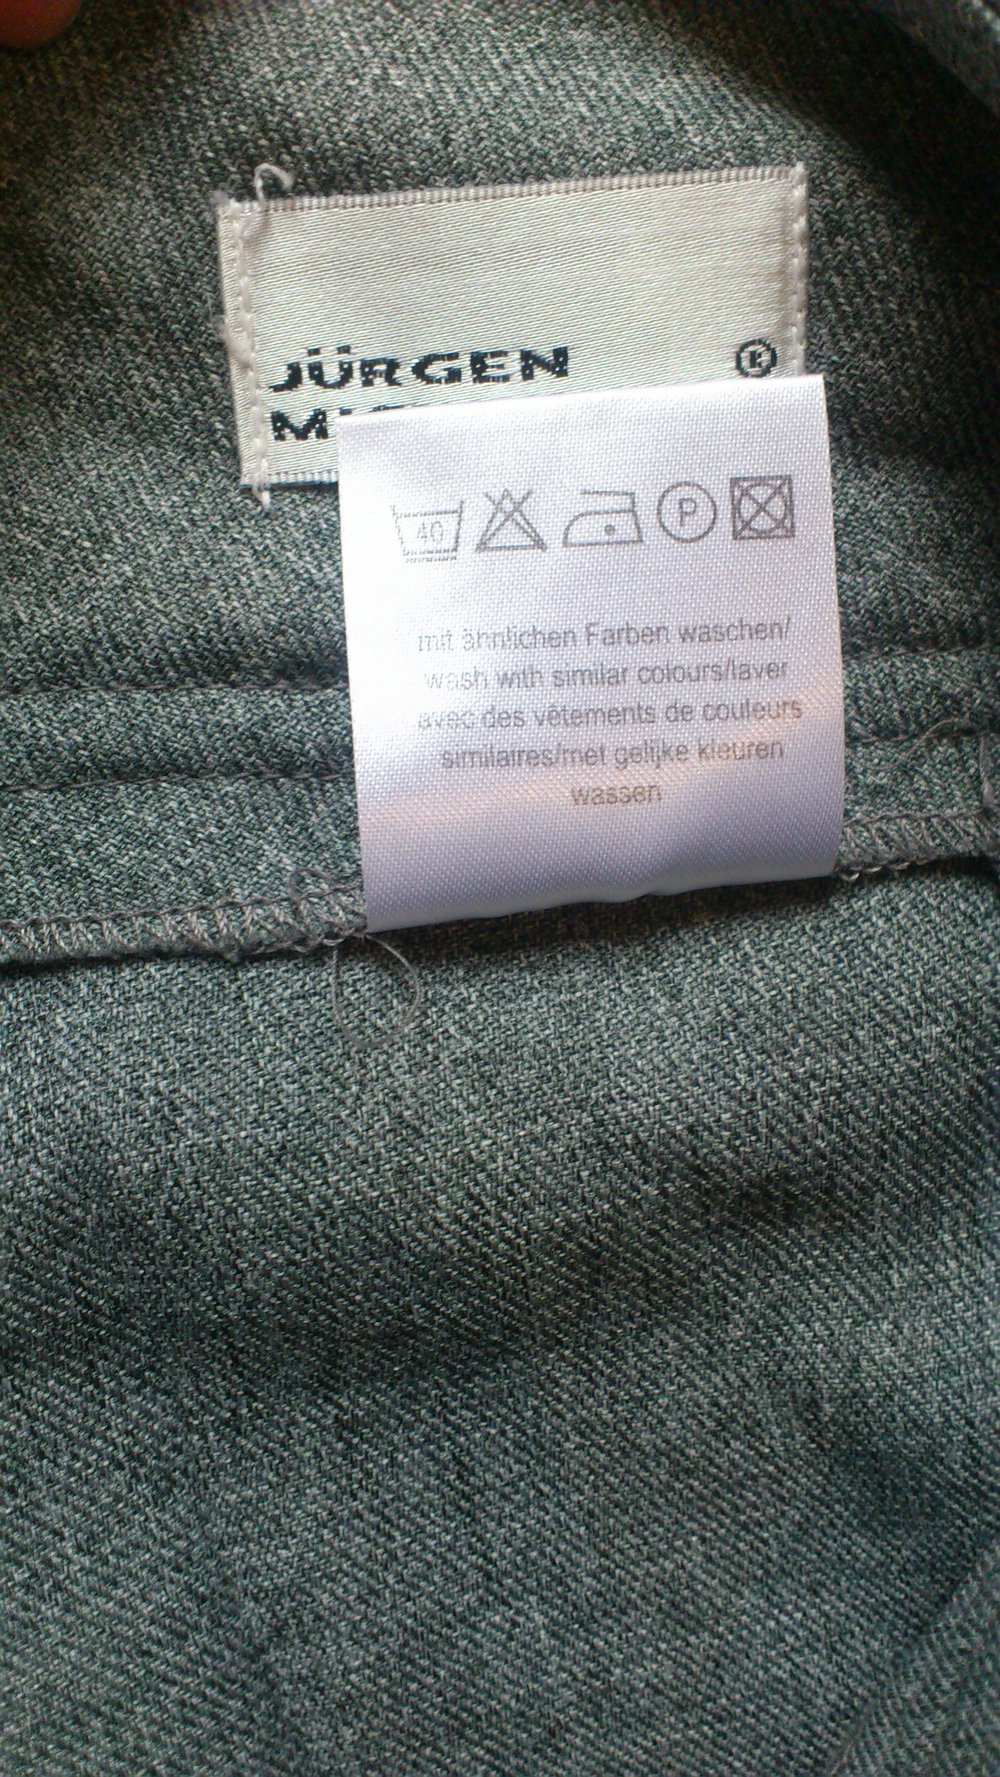 JÜRGEN ®
40 P
mit ähnlichen Farben waschen/
wash with similar colours/laver
avec des vêtements de couleurs
similaires/met gelijke kleuren
wassen